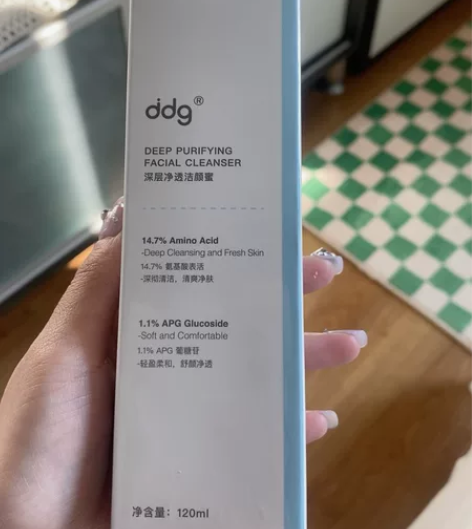 ddg®
DEEP PURIFYING
FACIAL CLEANSER
深层净透洁颜蜜
14.7% Amino Acid
-Deep Cleansing and Fresh Skin
14.7% 氨基酸表活
-深彻清洁，清爽净肤
1.1% APG Glucoside
-Soft and Comfortable
1.1% APG 葡糖苷
-轻盈柔和，舒颜净透
净含量：120ml